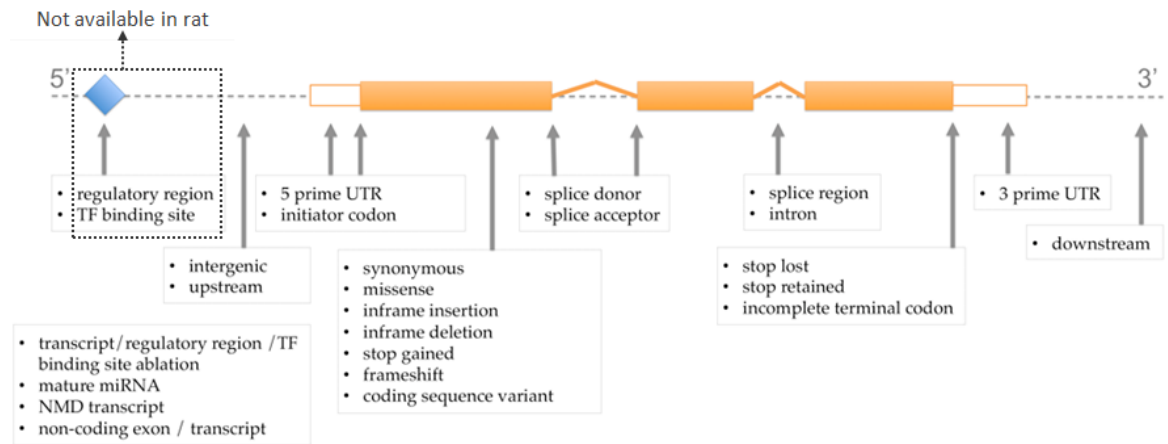 Not available in rat
5'
3'
• regulatory region
• TF binding site
• 5 prime UTR
• initiator codon
• splice donor
• splice acceptor
• splice region
• intron
• 3 prime UTR
• downstream
• intergenic
• upstream
• synonymous
• missense
• inframe insertion
• inframe deletion
• stop gained
• frameshift
• coding sequence variant
• stop lost
• stop retained
• incomplete terminal codon
• transcript/regulatory region /TF
binding site ablation
• mature miRNA
• NMD transcript
• non-coding exon / transcript